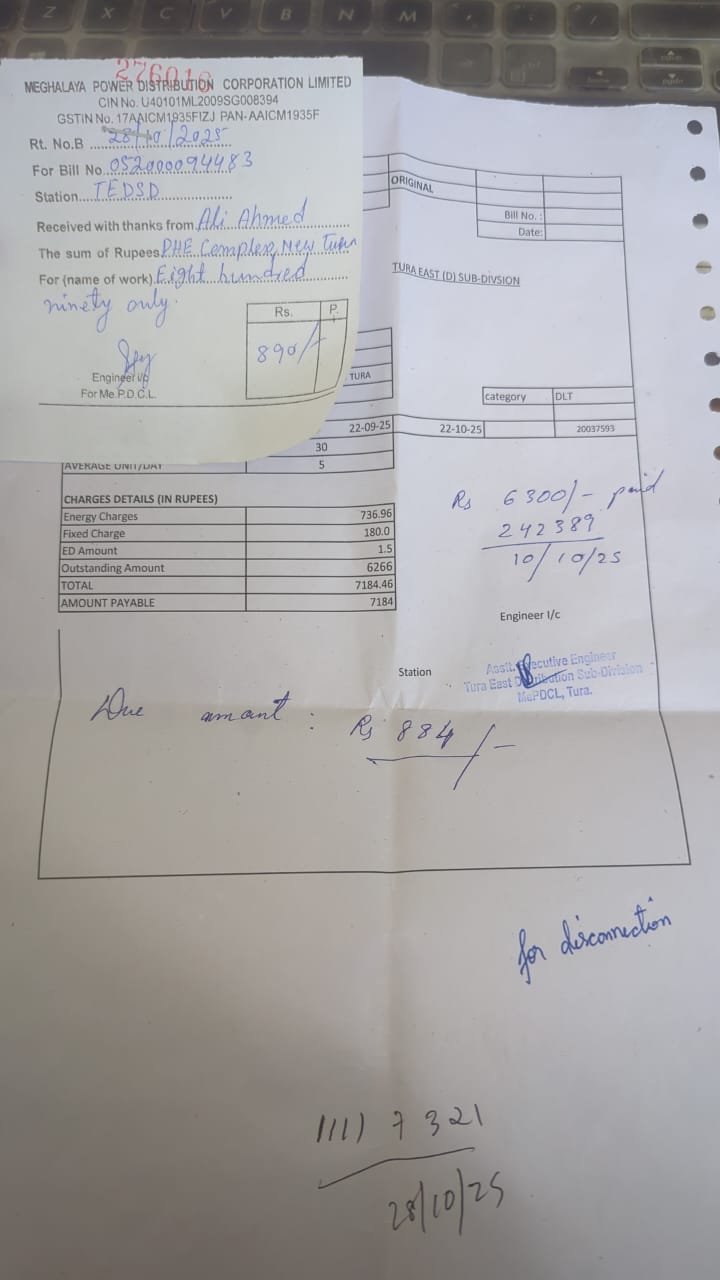 276016
MEGHALAYA POWER DISTRIBUTION CORPORATION LIMITED
CIN No. U40101ML2009SG008394
GSTIN No. 17AAICM1935FIZJ PAN-AAICM1935F
Rt. No.B 28/10/2025
For Bill No. 052000094483
Station TEDSD
Received with thanks from Ali Ahmed
The sum of Rupees PHE Complex, New Tura
For (name of work) Eight hundred
ninety only.
Rs. P.
890/-
Engineer I/c
For Me.P.D.C.L.
ORIGINAL
Bill No. :
Date:
TURA EAST (D) SUB-DIVSION
TURA
category DLT
22-09-25 22-10-25 20037593
30
AVERAGE UNIT/DAY 5
CHARGES DETAILS (IN RUPEES)
Energy Charges 736.96
Fixed Charge 180.0
ED Amount 1.5
Outstanding Amount 6266
TOTAL 7184.46
AMOUNT PAYABLE 7184
Rs 6300/- paid
242389
10/10/25
Engineer I/c
Station
Asstt. Executive Engineer
Tura East Distribution Sub-Division
MePDCL, Tura.
Due amant : Rs 884/-
for disconnection
7321
28/10/25